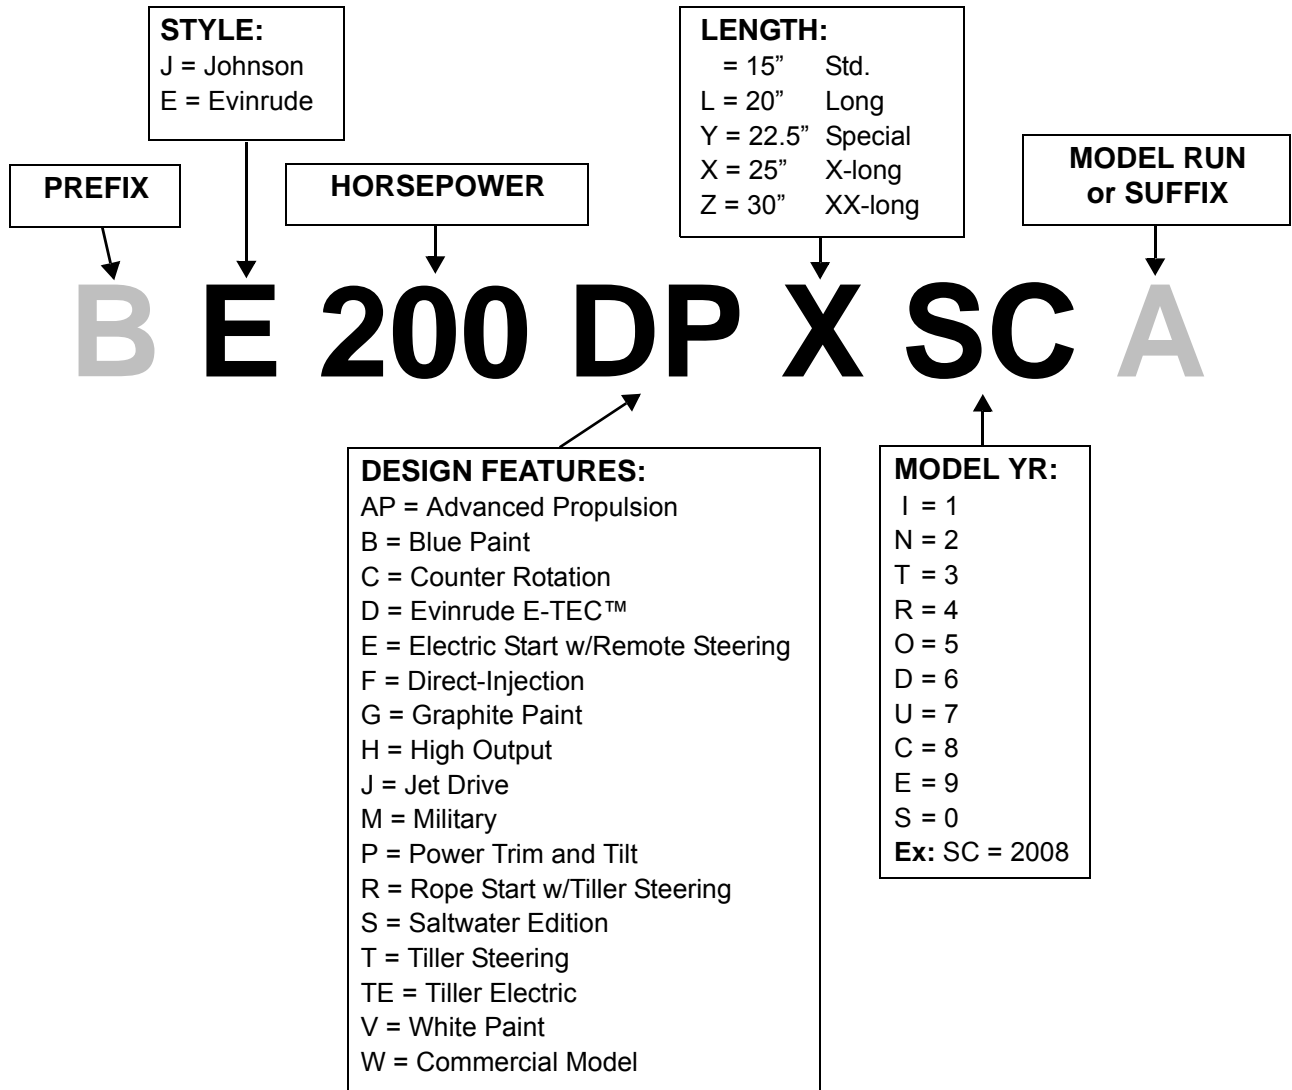 STYLE:
J = Johnson
E = Evinrude
LENGTH:
= 15” Std.
L = 20” Long
Y = 22.5” Special
X = 25” X-long
Z = 30” XX-long
PREFIX
HORSEPOWER
MODEL RUN
or SUFFIX
B E 200 DP X SC A
DESIGN FEATURES:
AP = Advanced Propulsion
B = Blue Paint
C = Counter Rotation
D = Evinrude E-TEC™
E = Electric Start w/Remote Steering
F = Direct-Injection
G = Graphite Paint
H = High Output
J = Jet Drive
M = Military
P = Power Trim and Tilt
R = Rope Start w/Tiller Steering
S = Saltwater Edition
T = Tiller Steering
TE = Tiller Electric
V = White Paint
W = Commercial Model
MODEL YR:
I = 1
N = 2
T = 3
R = 4
O = 5
D = 6
U = 7
C = 8
E = 9
S = 0
Ex: SC = 2008